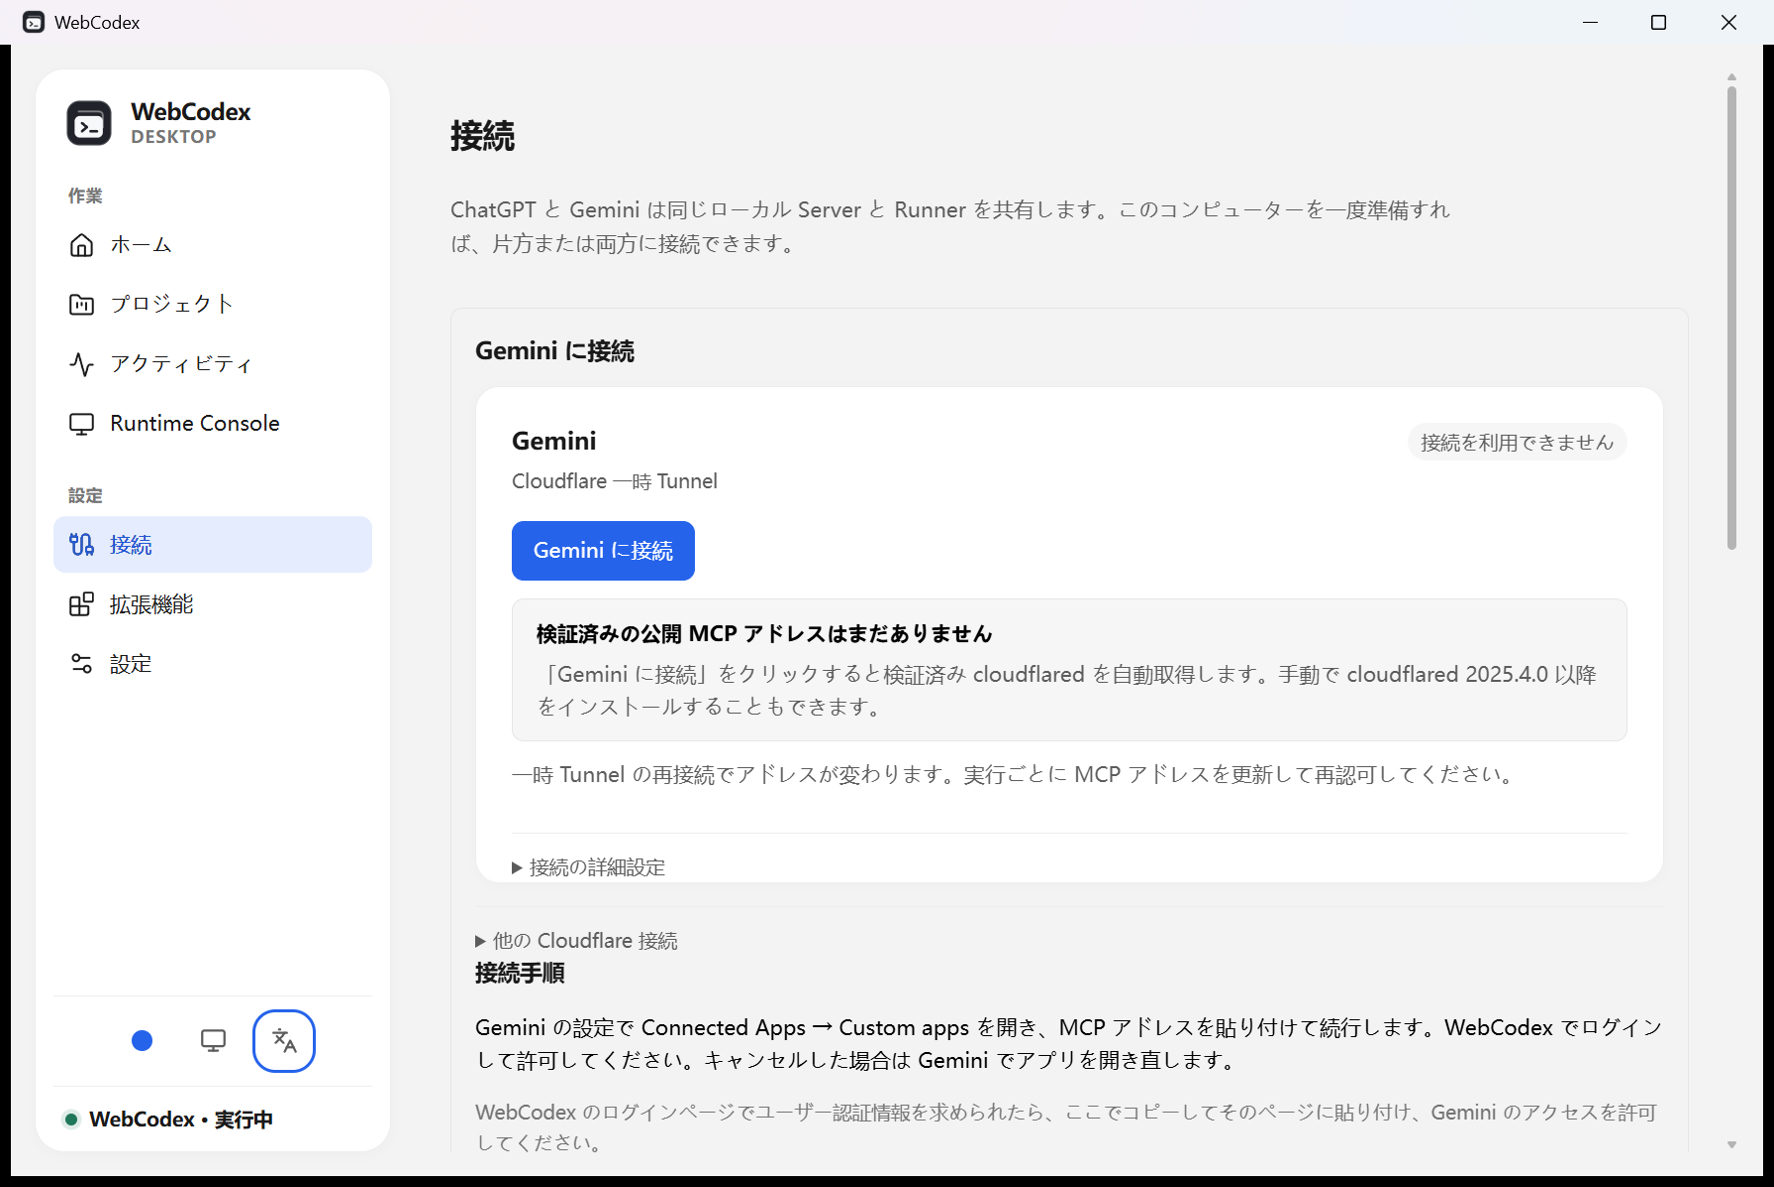 WebCodex
WebCodex
DESKTOP
作業
ホーム
プロジェクト
アクティビティ
Runtime Console
設定
接続
拡張機能
設定
WebCodex • 実行中
接続
ChatGPT と Gemini は同じローカル Server と Runner を共有します。このコンピューターを一度準備すれ
ば、片方または両方に接続できます。
Gemini に接続
Gemini
接続を利用できません
Cloudflare 一時 Tunnel
Gemini に接続
検証済みの公開 MCP アドレスはまだありません
「Gemini に接続」をクリックすると検証済み cloudflared を自動取得します。手動で cloudflared 2025.4.0 以降
をインストールすることもできます。
一時 Tunnel の再接続でアドレスが変わります。実行ごとに MCP アドレスを更新して再認可してください。
▶ 接続の詳細設定
▶ 他の Cloudflare 接続
接続手順
Gemini の設定で Connected Apps → Custom apps を開き、MCP アドレスを貼り付けて続行します。WebCodex でログイン
して許可してください。キャンセルした場合は Gemini でアプリを開き直します。
WebCodex のログインページでユーザー認証情報を求められたら、ここでコピーしてそのページに貼り付け、Gemini のアクセスを許可
してください。